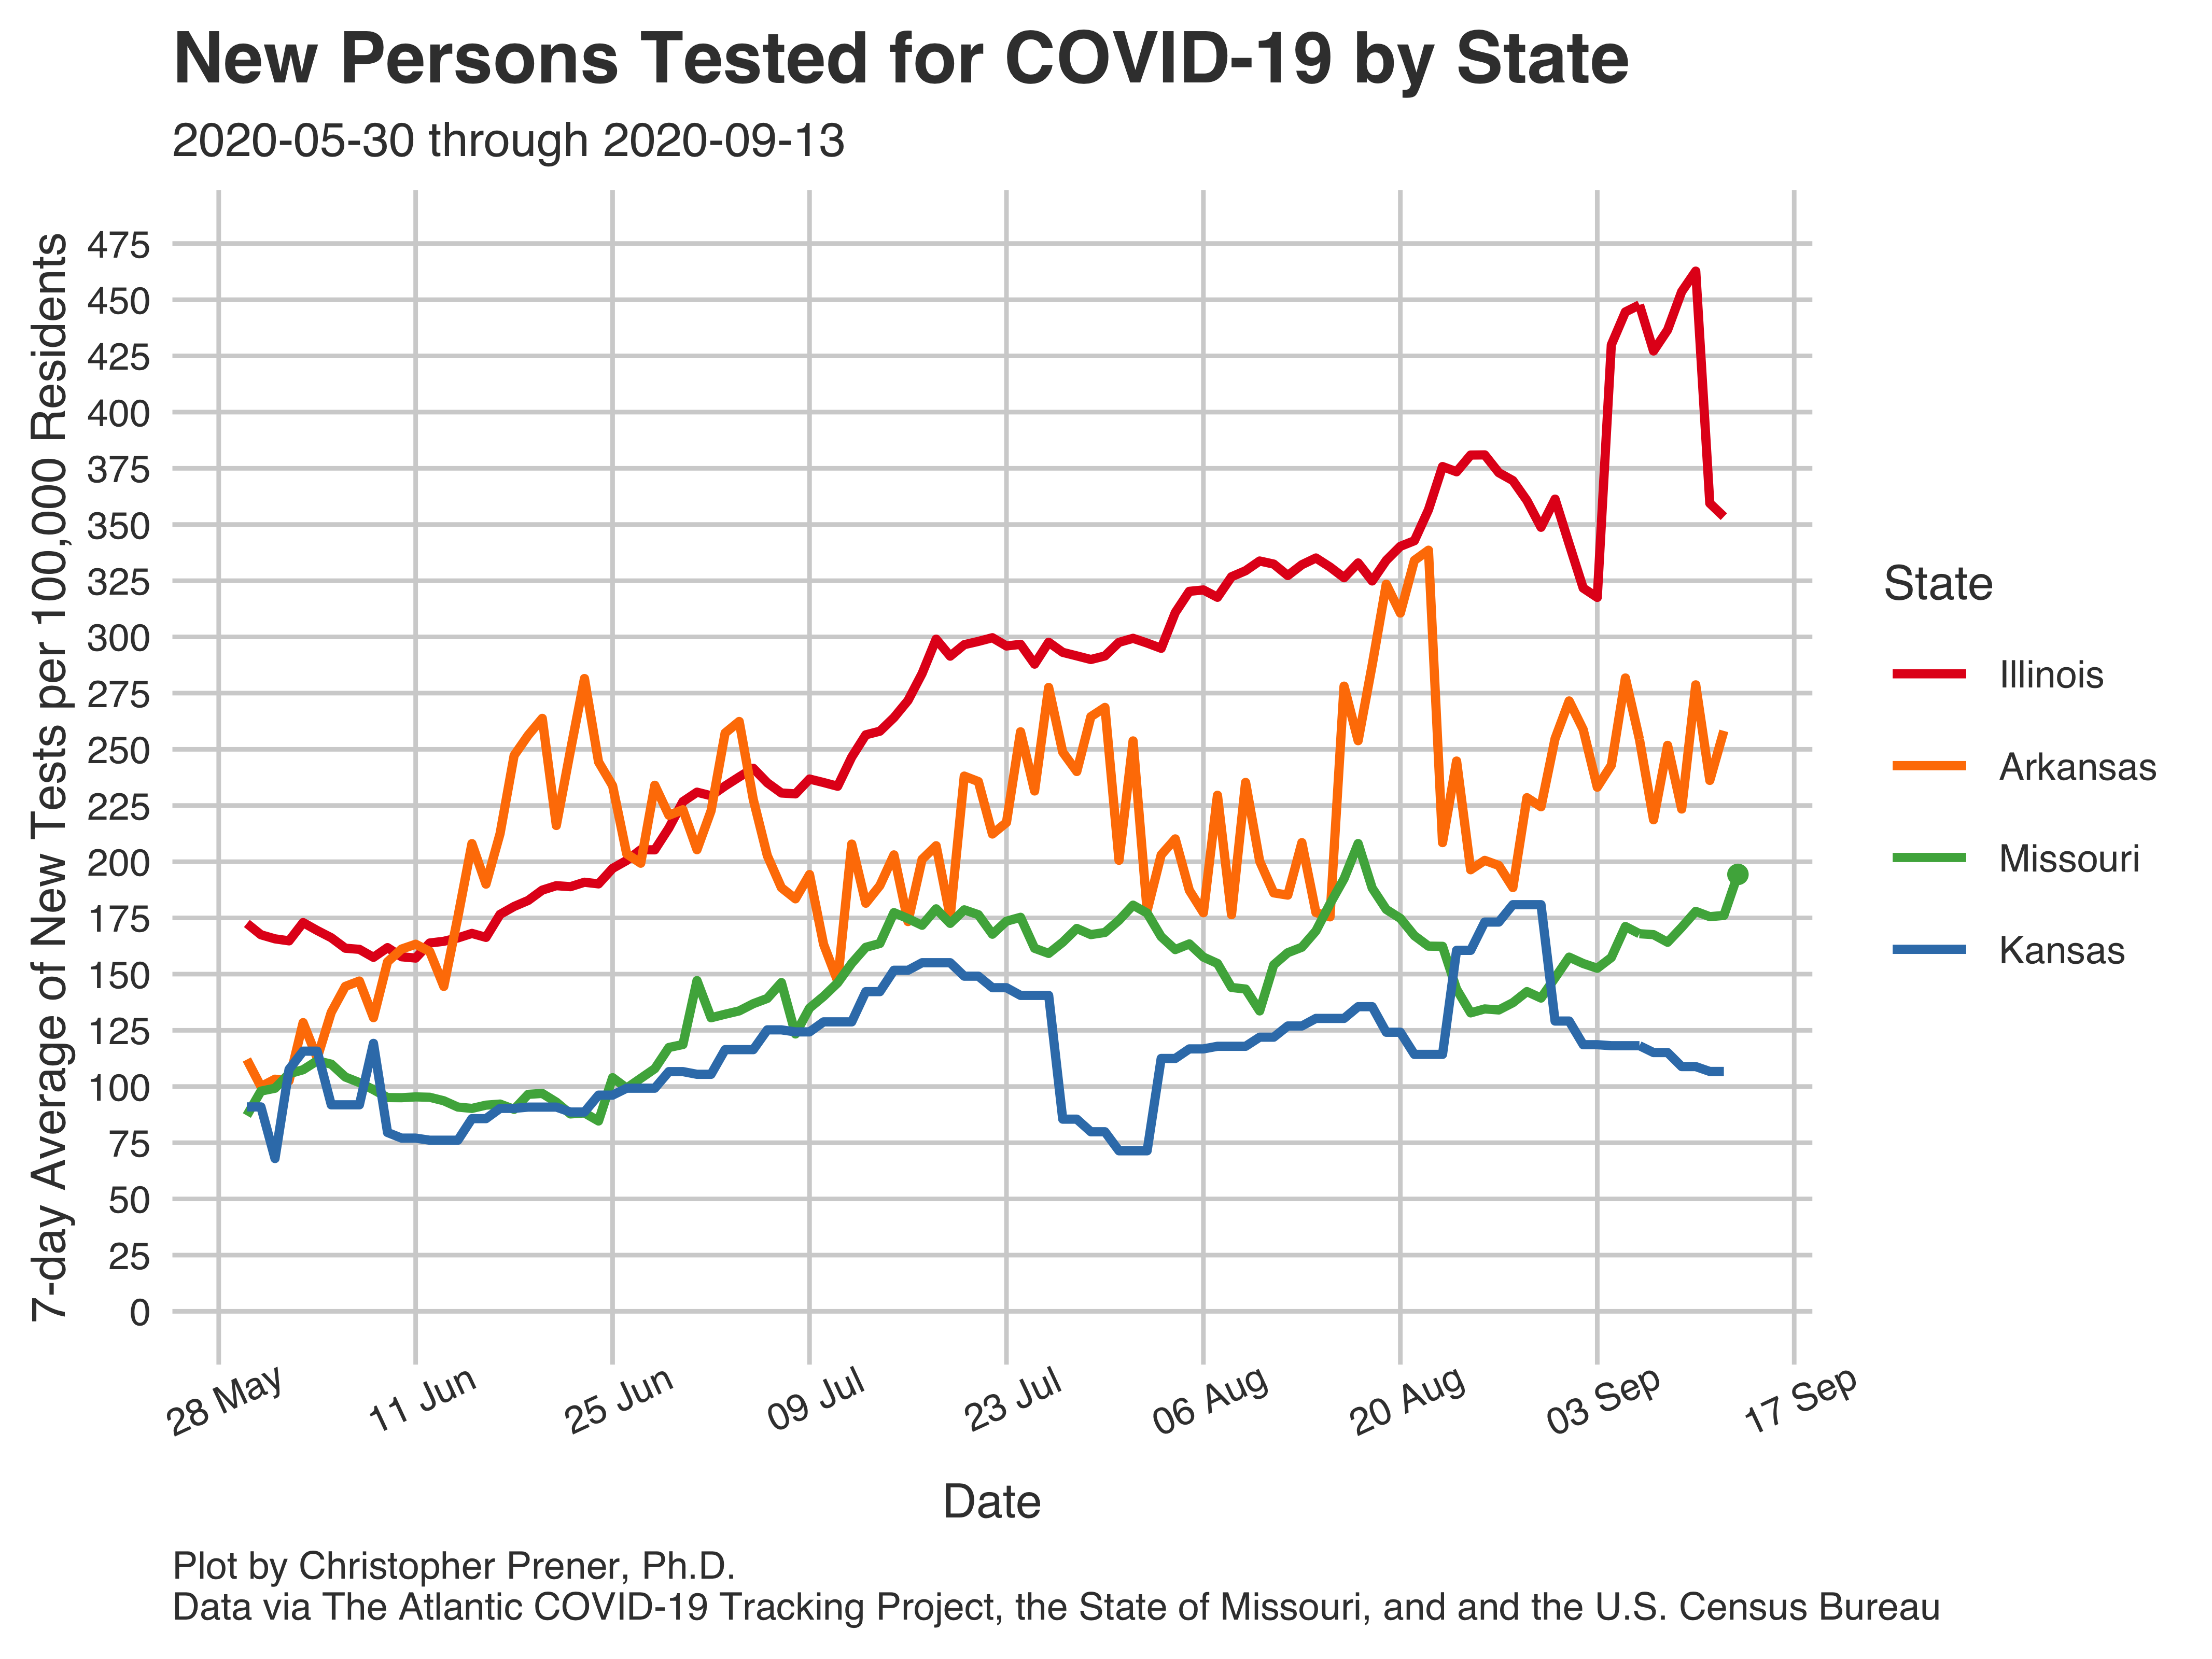 New Persons Tested for COVID-19 by State
2020-05-30 through 2020-09-13
7-day Average of New Tests per 100,000 Residents
475
450
425
400
375
350
325
300
275
250
225
200
175
150
125
100
75
50
25
0
28 May
11 Jun
25 Jun
09 Jul
23 Jul
06 Aug
20 Aug
03 Sep
17 Sep
Date
State
Illinois
Arkansas
Missouri
Kansas
Plot by Christopher Prener, Ph.D.
Data via The Atlantic COVID-19 Tracking Project, the State of Missouri, and and the U.S. Census Bureau